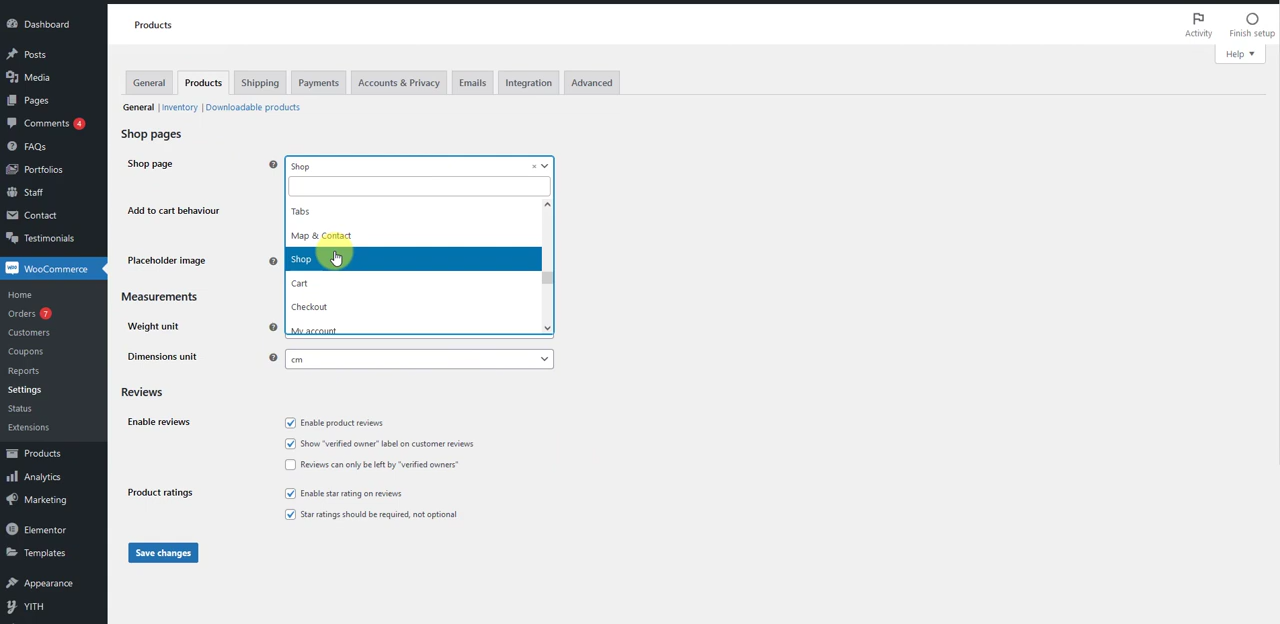 Dashboard
Posts
Media
Pages
Comments 4
FAQs
Portfolios
Staff
Contact
Testimonials
WooCommerce
Home
Orders 7
Customers
Coupons
Reports
Settings
Status
Extensions
Products
Analytics
Marketing
Elementor
Templates
Appearance
YITH
Products
Activity
Finish setup
Help
General Products Shipping Payments Accounts & Privacy Emails Integration Advanced
General | Inventory | Downloadable products
Shop pages
Shop page
Shop
Tabs
Map & Contact
Shop
Cart
Checkout
My account
Add to cart behaviour
Placeholder image
Measurements
Weight unit
Dimensions unit
cm
Reviews
Enable reviews
Enable product reviews
Show "verified owner" label on customer reviews
Reviews can only be left by "verified owners"
Product ratings
Enable star rating on reviews
Star ratings should be required, not optional
Save changes